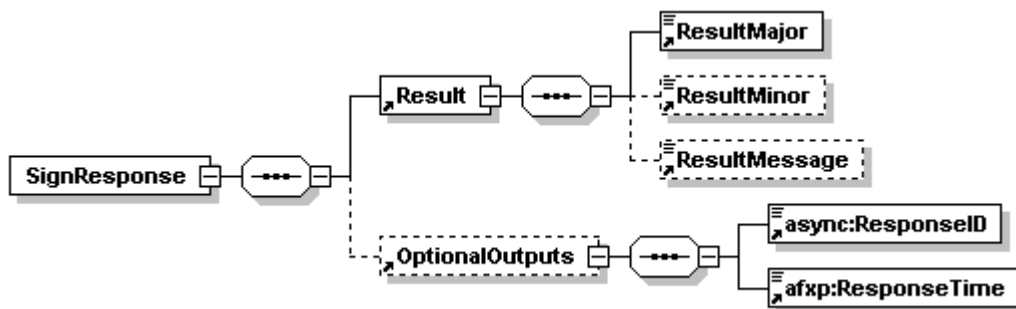 ResultMajor
Result
ResultMinor
ResultMessage
SignResponse
OptionalOutputs
async:ResponseID
afxp:ResponseTime